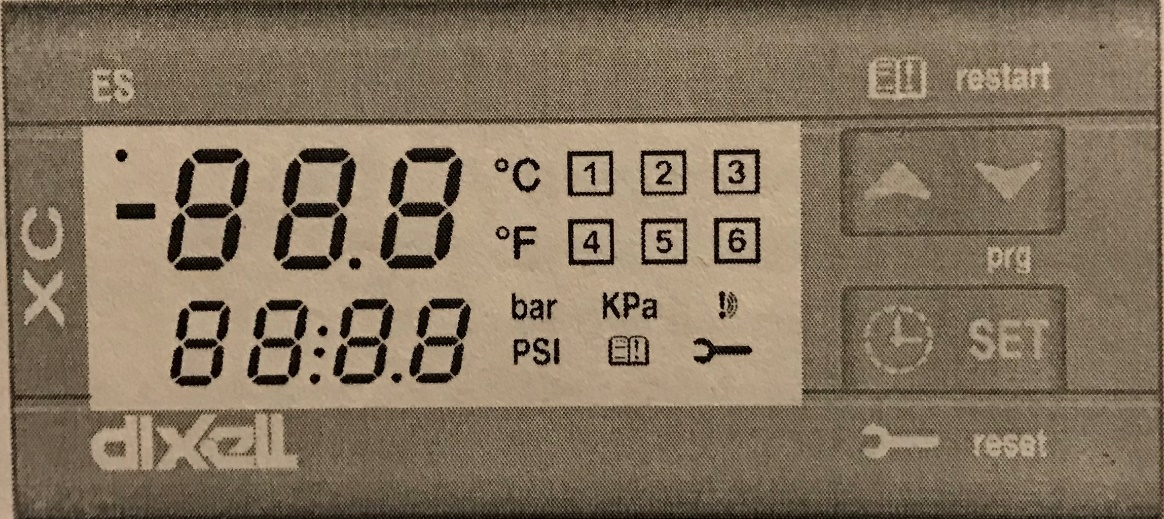 ES
restart
XC
-88.8 °C 1 2 3
°F 4 5 6
88:8.8 bar KPa
PSI
prg
SET
dixell
reset